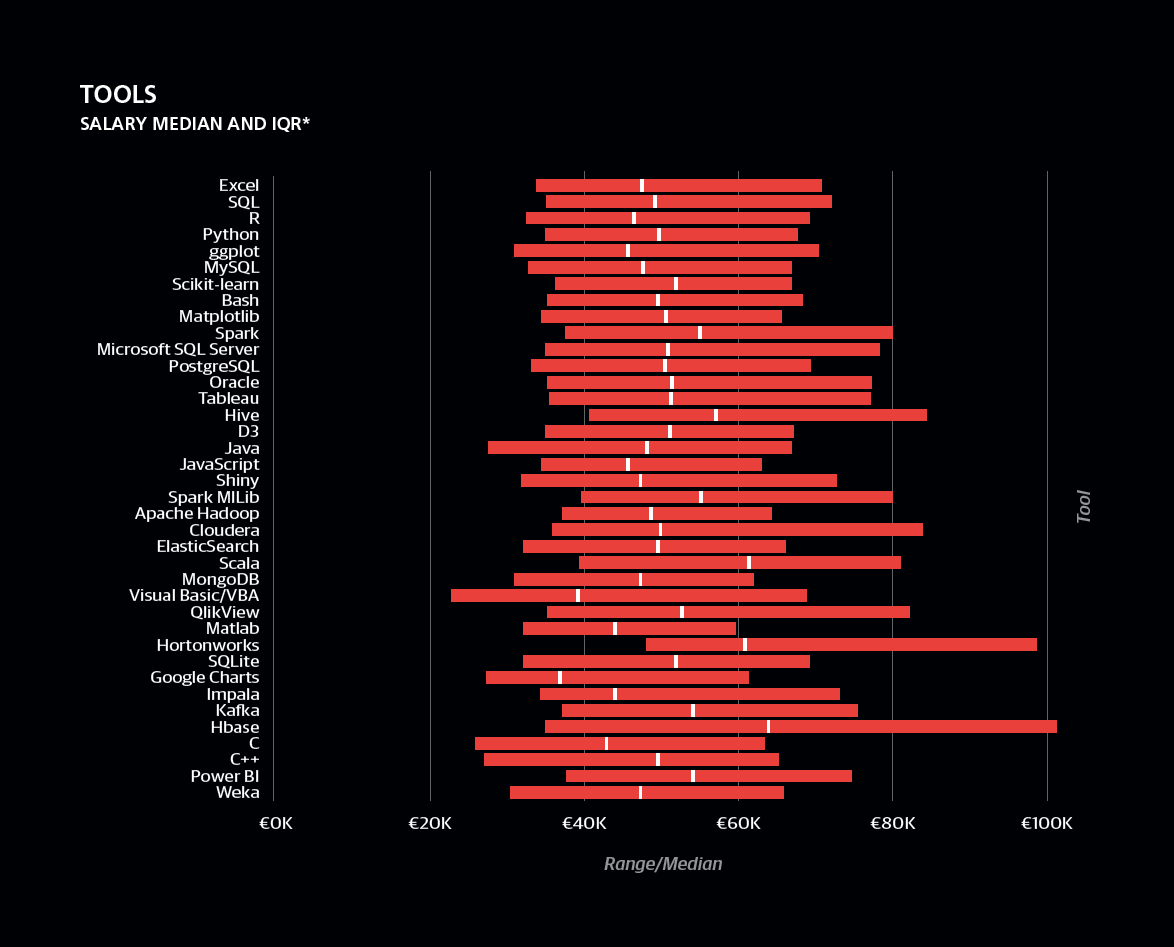 TOOLS
SALARY MEDIAN AND IQR*
Excel
SQL
R
Python
ggplot
MySQL
Scikit-learn
Bash
Matplotlib
Spark
Microsoft SQL Server
PostgreSQL
Oracle
Tableau
Hive
D3
Java
JavaScript
Shiny
Spark MILib
Apache Hadoop
Cloudera
ElasticSearch
Scala
MongoDB
Visual Basic/VBA
QlikView
Matlab
Hortonworks
SQLite
Google Charts
Impala
Kafka
Hbase
C
C++
Power BI
Weka
Tool
€0K €20K €40K €60K €80K €100K
Range/Median